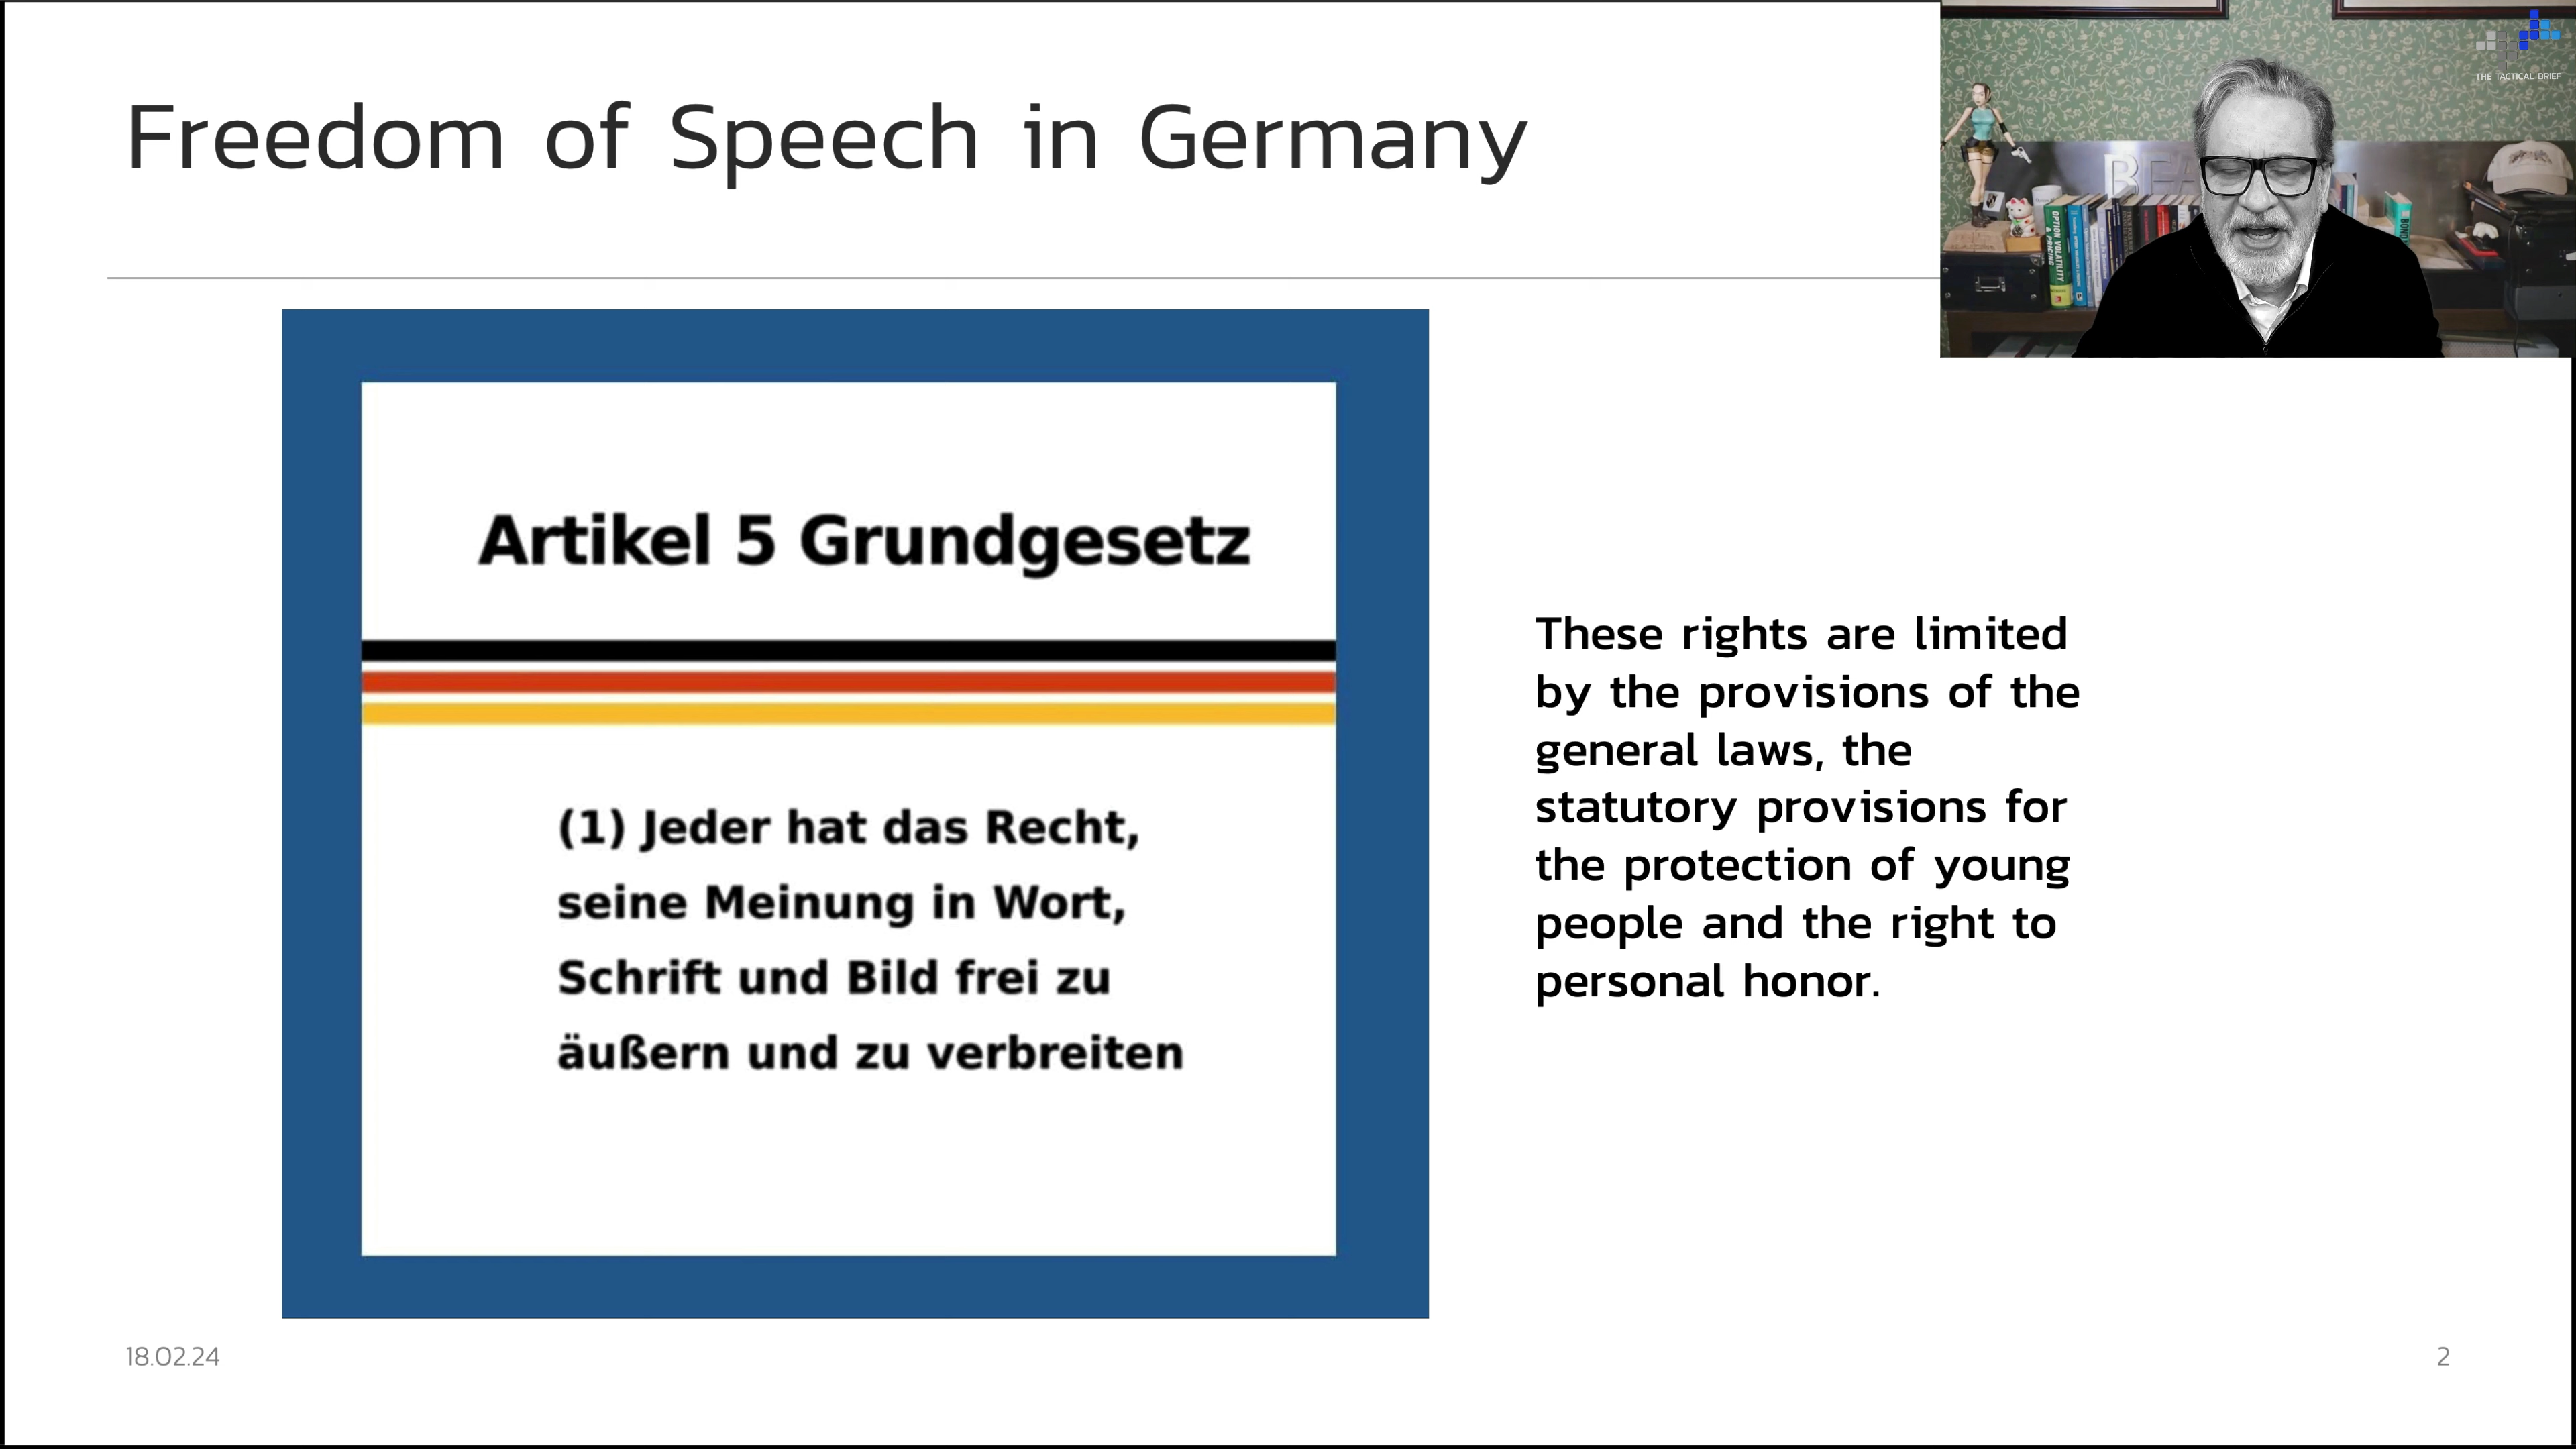 Freedom of Speech in Germany
THE TACTICAL BRIEF
OPTION VOLATILITY
& PRICING
Artikel 5 Grundgesetz
(1) Jeder hat das Recht,
seine Meinung in Wort,
Schrift und Bild frei zu
äußern und zu verbreiten
These rights are limited
by the provisions of the
general laws, the
statutory provisions for
the protection of young
people and the right to
personal honor.
18.02.24
2